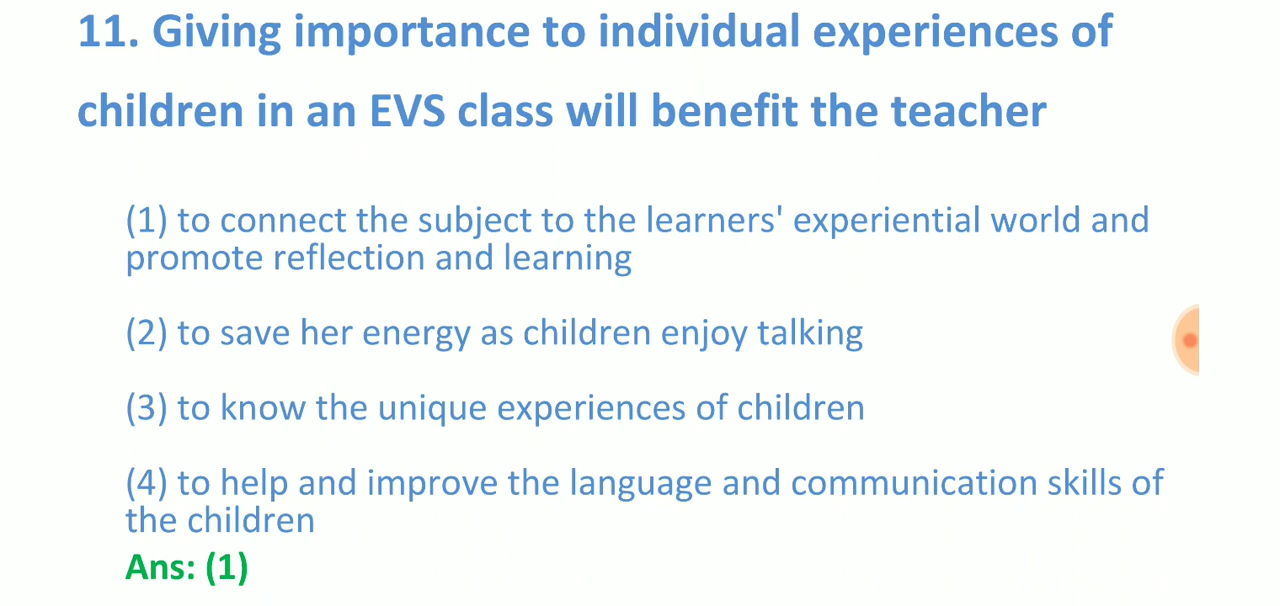 11. Giving importance to individual experiences of
children in an EVS class will benefit the teacher
(1) to connect the subject to the learners' experiential world and
promote reflection and learning
(2) to save her energy as children enjoy talking
(3) to know the unique experiences of children
(4) to help and improve the language and communication skills of
the children
Ans: (1)